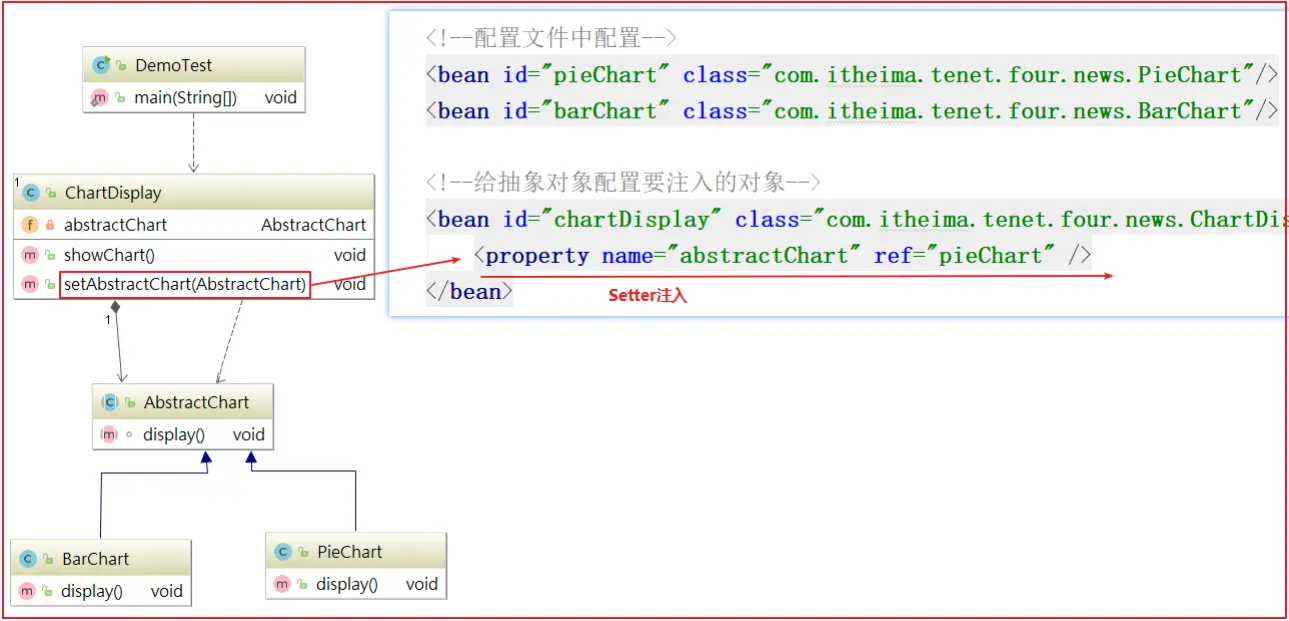 DemoTest
main(String[]) void
1
ChartDisplay
abstractChart AbstractChart
showChart() void
setAbstractChart(AbstractChart) void
1
AbstractChart
display() void
BarChart
display() void
PieChart
display() void
<!--配置文件中配置-->
<bean id="pieChart" class="com.itheima.tenet.four.news.PieChart"/>
<bean id="barChart" class="com.itheima.tenet.four.news.BarChart"/>
<!--给抽象对象配置要注入的对象-->
<bean id="chartDisplay" class="com.itheima.tenet.four.news.ChartDis
<property name="abstractChart" ref="pieChart" />
</bean>
Setter注入